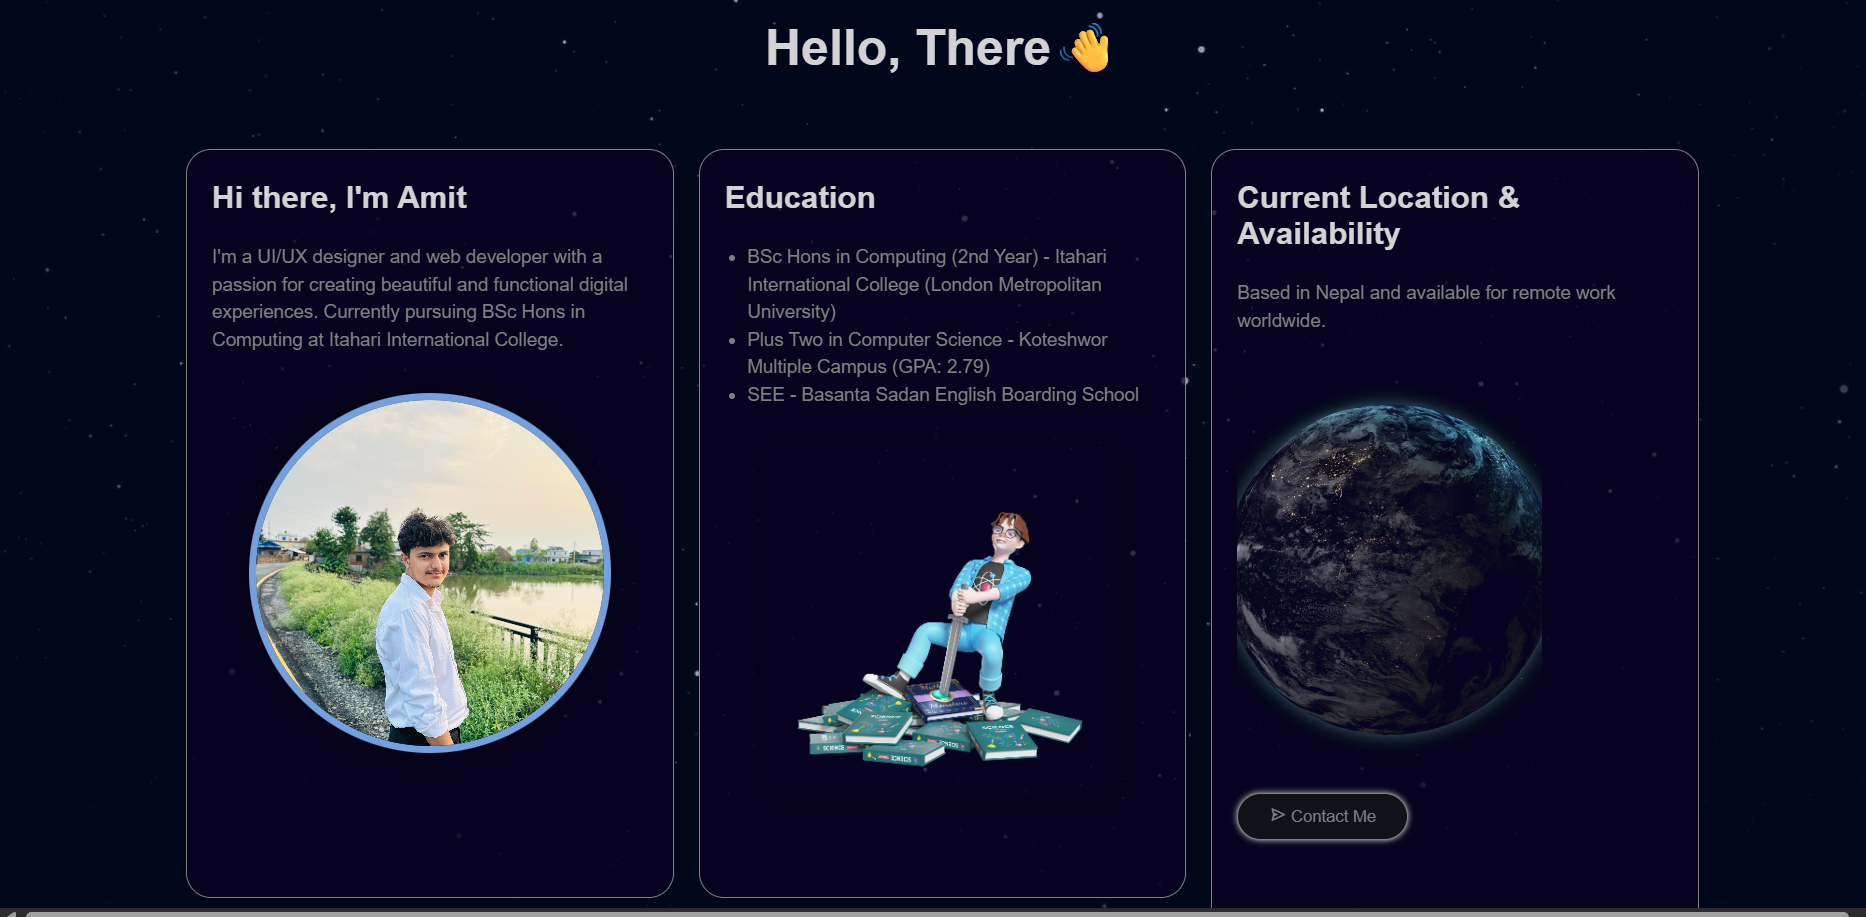 Hello, There 👋
Hi there, I'm Amit
I'm a UI/UX designer and web developer with a
passion for creating beautiful and functional digital
experiences. Currently pursuing BSc Hons in
Computing at Itahari International College.
Education
BSc Hons in Computing (2nd Year) - Itahari
International College (London Metropolitan
University)
Plus Two in Computer Science - Koteshwor
Multiple Campus (GPA: 2.79)
SEE - Basanta Sadan English Boarding School
SCIENCE
SCIENCE
SCIENCE
Current Location &
Availability
Based in Nepal and available for remote work
worldwide.
Contact Me